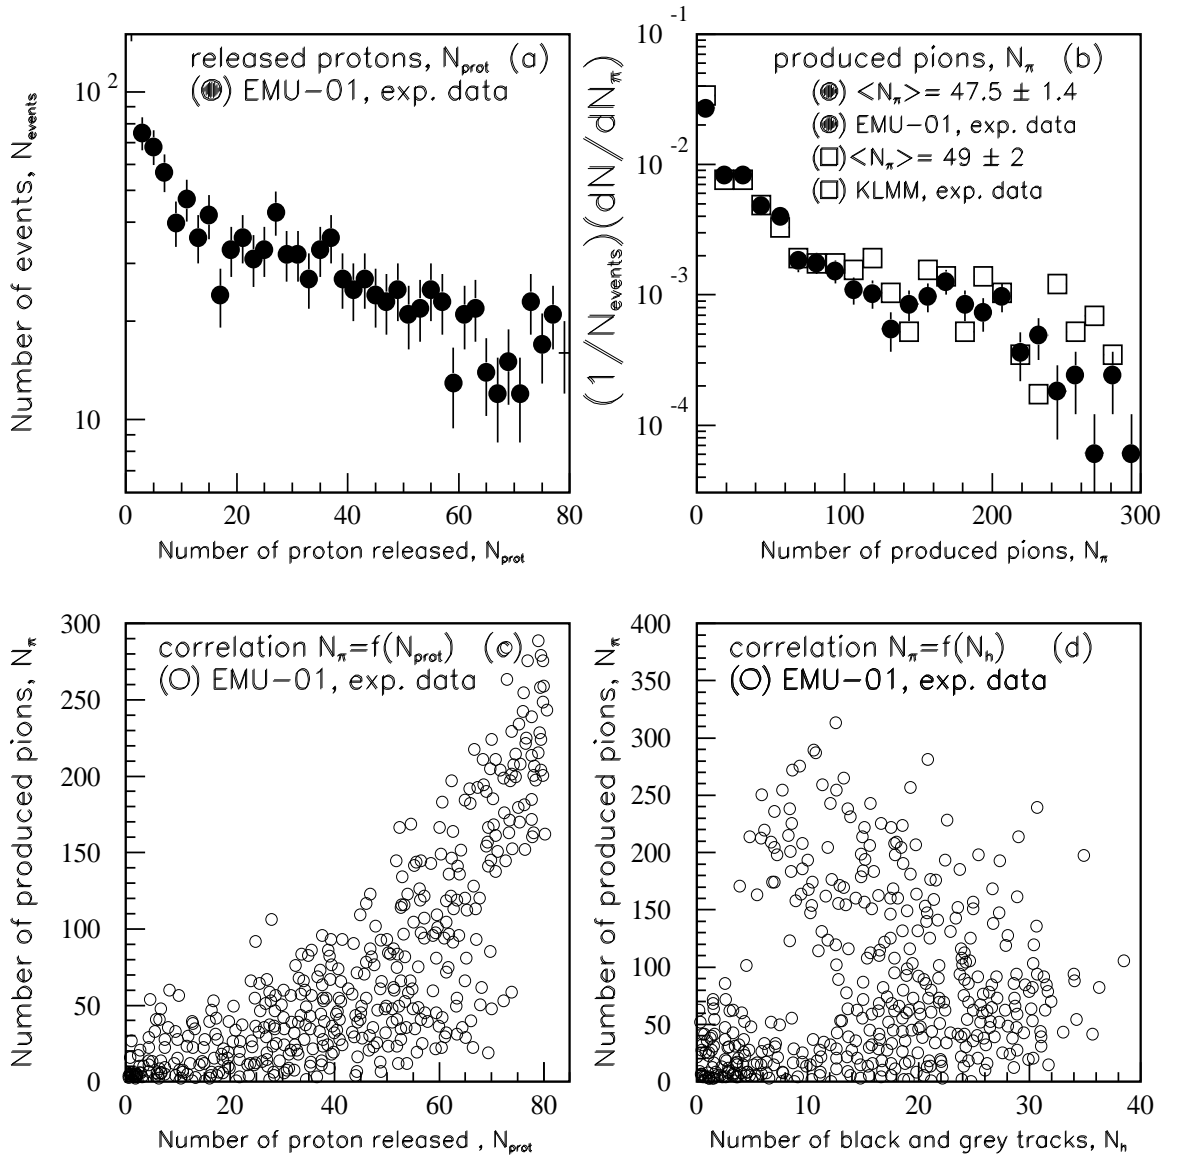 released protons, N_prot (a)
(●) EMU-01, exp. data
Number of events, N_events
10^2
10
0 20 40 60 80
Number of proton released, N_prot
produced pions, N_π (b)
(●) <N_π>= 47.5 ± 1.4
(●) EMU-01, exp. data
(□) <N_π>= 49 ± 2
(□) KLMM, exp. data
(1/N_events)(dN/dN_π)
10^-1
10^-2
10^-3
10^-4
0 100 200 300
Number of produced pions, N_π
correlation N_π=f(N_prot) (c)
(○) EMU-01, exp. data
Number of produced pions, N_π
300
250
200
150
100
50
0
0 20 40 60 80
Number of proton released , N_prot
correlation N_π=f(N_h) (d)
(○) EMU-01, exp. data
Number of produced pions, N_π
400
350
300
250
200
150
100
50
0
0 10 20 30 40
Number of black and grey tracks, N_h